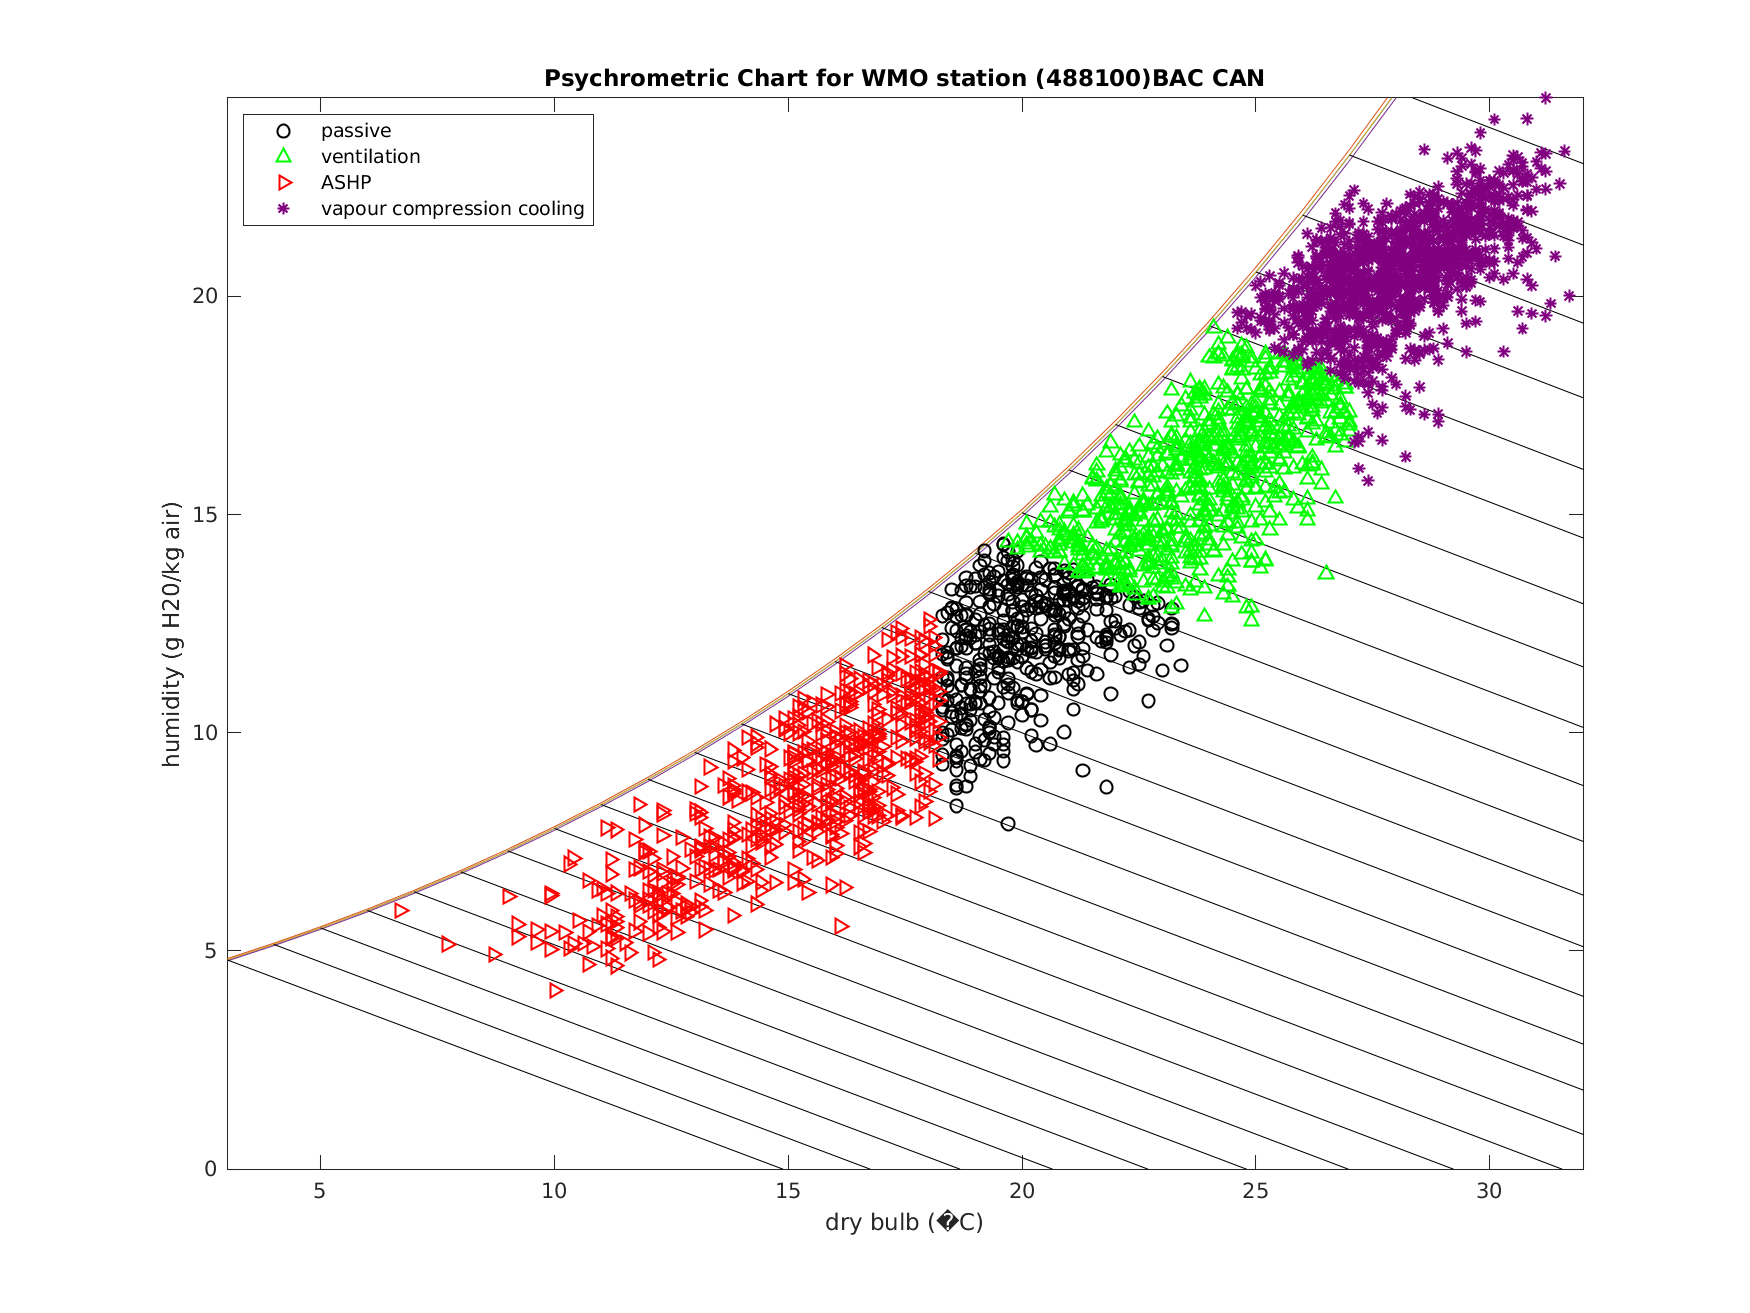 Psychrometric Chart for WMO station (488100)BAC CAN
passive
ventilation
ASHP
vapour compression cooling
humidity (g H20/kg air)
20
15
10
5
0
5 10 15 20 25 30
dry bulb (�C)